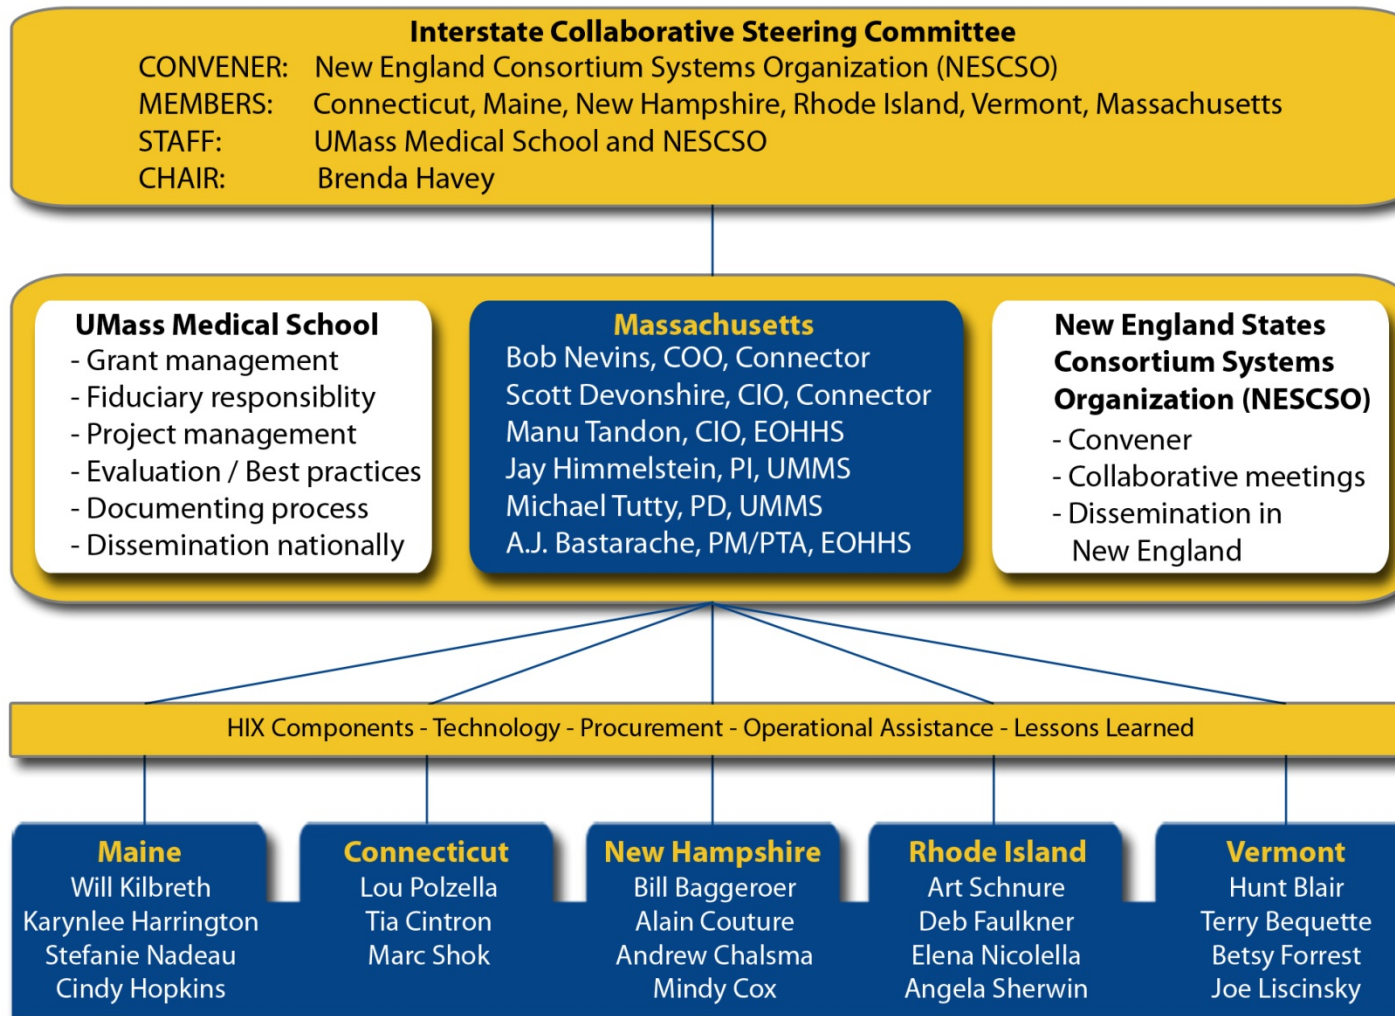 Interstate Collaborative Steering Committee
CONVENER: New England Consortium Systems Organization (NESCSO)
MEMBERS: Connecticut, Maine, New Hampshire, Rhode Island, Vermont, Massachusetts
STAFF: UMass Medical School and NESCSO
CHAIR: Brenda Havey
UMass Medical School
- Grant management
- Fiduciary responsiblity
- Project management
- Evaluation / Best practices
- Documenting process
- Dissemination nationally
Massachusetts
Bob Nevins, COO, Connector
Scott Devonshire, CIO, Connector
Manu Tandon, CIO, EOHHS
Jay Himmelstein, PI, UMMS
Michael Tutty, PD, UMMS
A.J. Bastarache, PM/PTA, EOHHS
New England States
Consortium Systems
Organization (NESCSO)
- Convener
- Collaborative meetings
- Dissemination in
New England
HIX Components - Technology - Procurement - Operational Assistance - Lessons Learned
Maine
Will Kilbreth
Karynlee Harrington
Stefanie Nadeau
Cindy Hopkins
Connecticut
Lou Polzella
Tia Cintron
Marc Shok
New Hampshire
Bill Baggeroer
Alain Couture
Andrew Chalsma
Mindy Cox
Rhode Island
Art Schnure
Deb Faulkner
Elena Nicolella
Angela Sherwin
Vermont
Hunt Blair
Terry Bequette
Betsy Forrest
Joe Liscinsky